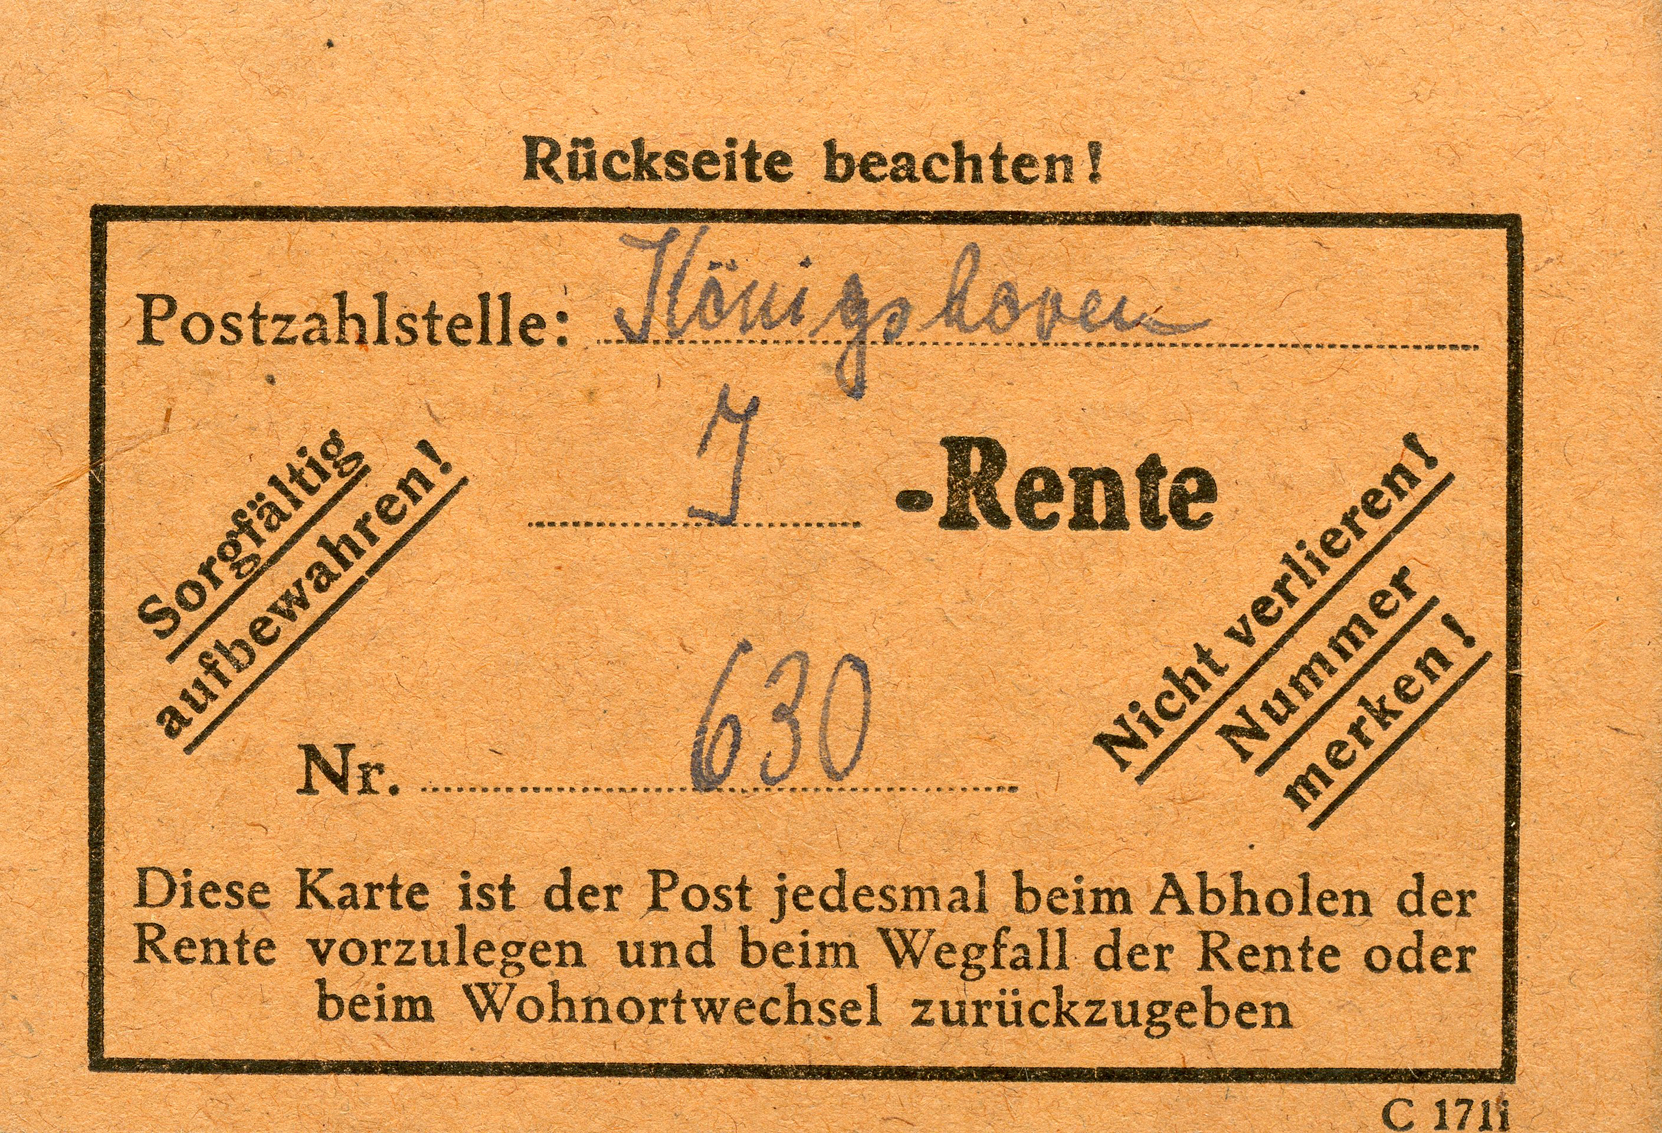 Rückseite beachten!
Postzahlstelle: Königshoven
J -Rente
Sorgfältig
aufbewahren!
Nicht verlieren!
Nummer
merken!
Nr. 630
Diese Karte ist der Post jedesmal beim Abholen der
Rente vorzulegen und beim Wegfall der Rente oder
beim Wohnortwechsel zurückzugeben
C 171i